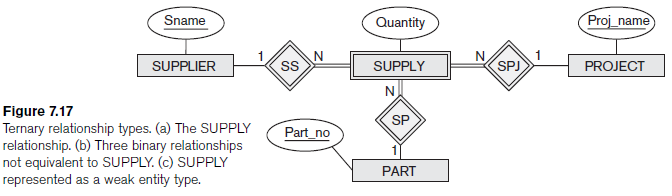 Sname
Quantity
Proj_name
SUPPLIER
1
SS
N
SUPPLY
N
SPJ
1
PROJECT
N
SP
1
Part_no
PART
Figure 7.17
Ternary relationship types. (a) The SUPPLY
relationship. (b) Three binary relationships
not equivalent to SUPPLY. (c) SUPPLY
represented as a weak entity type.